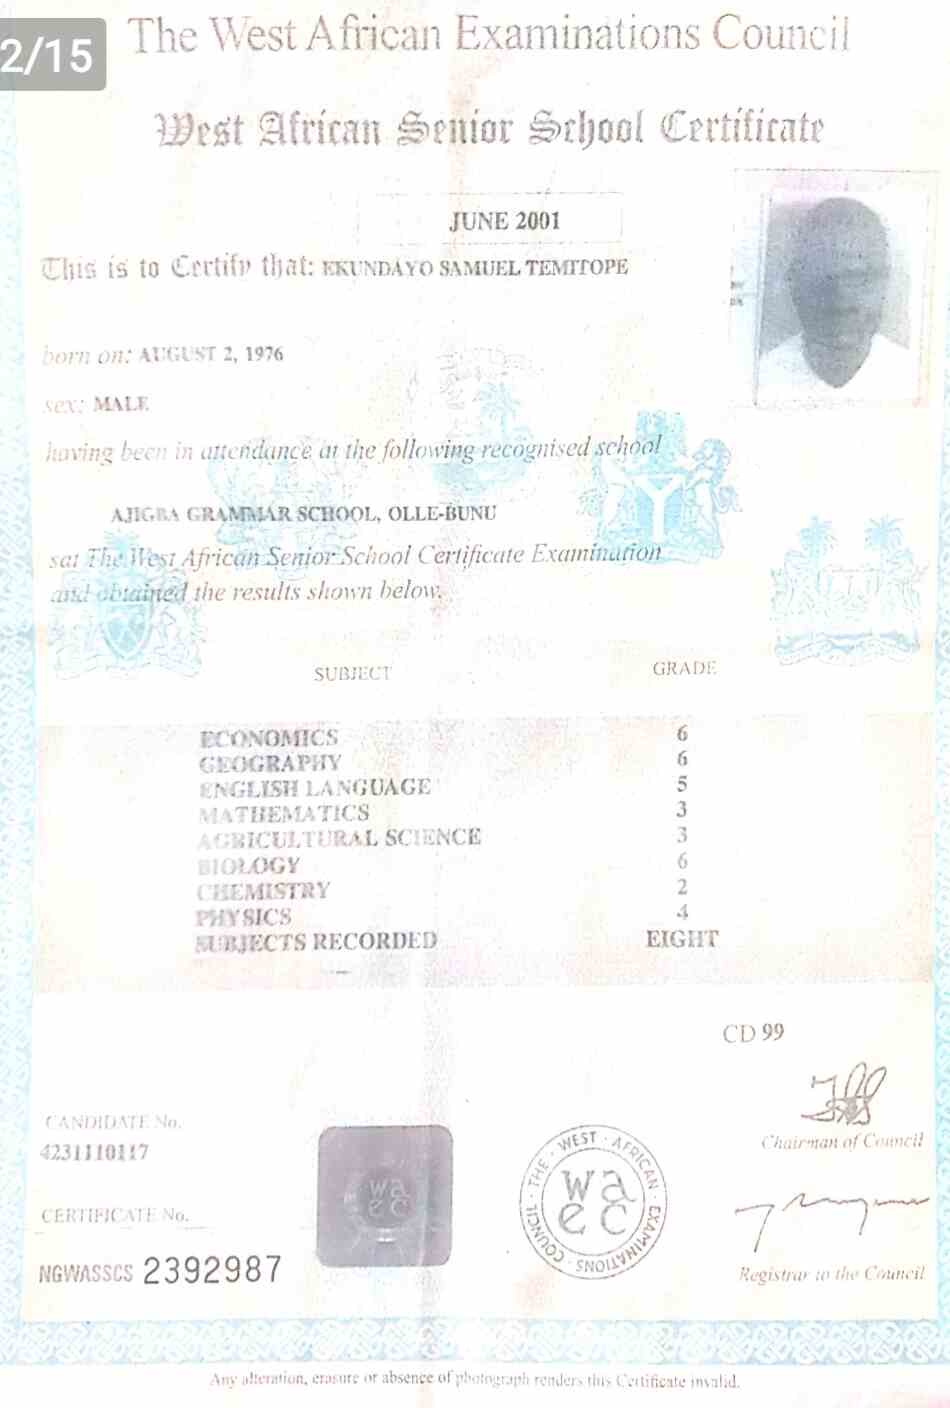 2/15
The West African Examinations Council
West African Senior School Certificate
JUNE 2001
This is to Certify that: EKUNDAYO SAMUEL TEMITOPE
born on: AUGUST 2, 1976
sex: MALE
having been in attendance at the following recognised school
AJIGBA GRAMMAR SCHOOL, OLLE-BUNU
sat The West African Senior School Certificate Examination
and obtained the results shown below.
SUBJECT GRADE
ECONOMICS 6
GEOGRAPHY 6
ENGLISH LANGUAGE 5
MATHEMATICS 3
AGRICULTURAL SCIENCE 3
BIOLOGY 6
CHEMISTRY 2
PHYSICS 4
SUBJECTS RECORDED EIGHT
CD 99
Chairman of Council
CANDIDATE No.
4231110117
CERTIFICATE No.
NGWASSCS 2392987
waec
THE · WEST · AFRICAN · EXAMINATIONS · COUNCIL
waec
Registrar to the Council
Any alteration, erasure or absence of photograph renders this Certificate invalid.